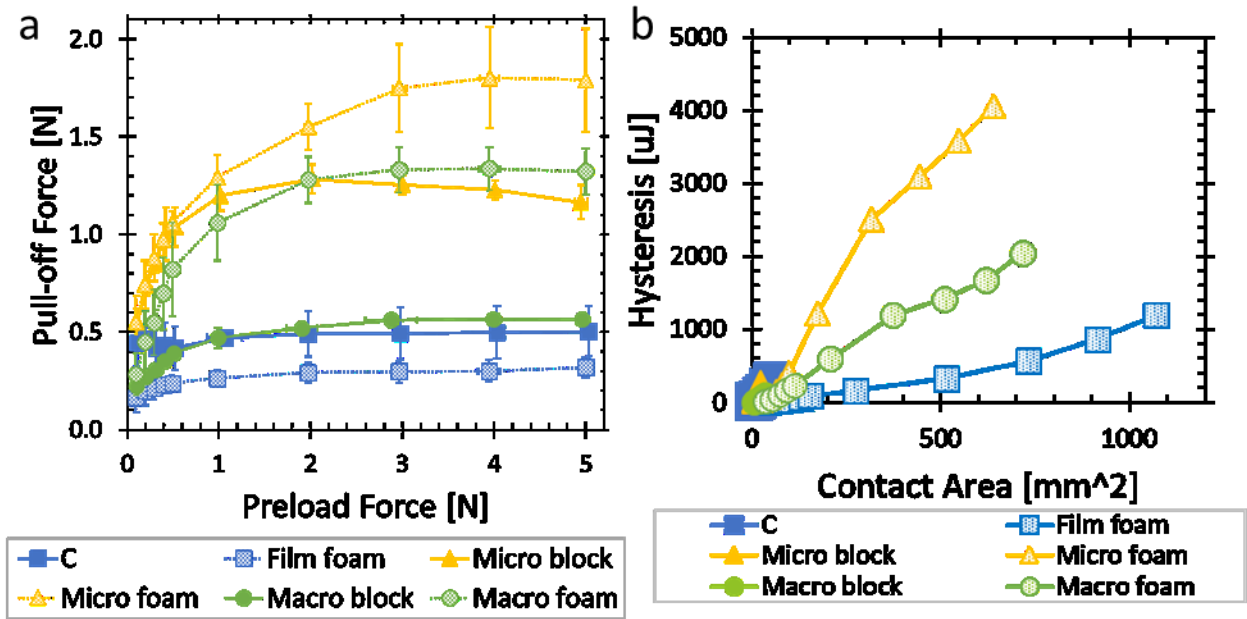 a
Pull-off Force [N]
2.0
1.5
1.0
0.5
0.0
0 1 2 3 4 5
Preload Force [N]
C Film foam Micro block
Micro foam Macro block Macro foam
b
Hysteresis [uJ]
5000
4000
3000
2000
1000
0
0 500 1000
Contact Area [mm^2]
C Film foam
Micro block Micro foam
Macro block Macro foam